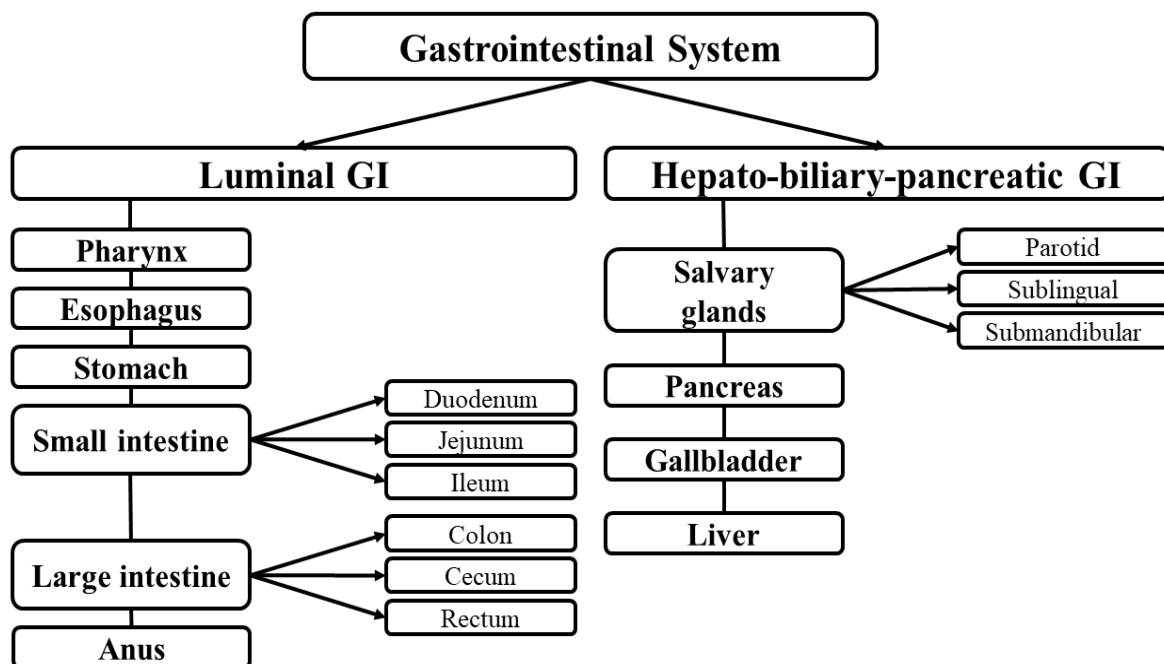 Gastrointestinal System
Luminal GI
Pharynx
Esophagus
Stomach
Small intestine
Duodenum
Jejunum
Ileum
Large intestine
Colon
Cecum
Rectum
Anus
Hepato-biliary-pancreatic GI
Salvary
glands
Parotid
Sublingual
Submandibular
Pancreas
Gallbladder
Liver